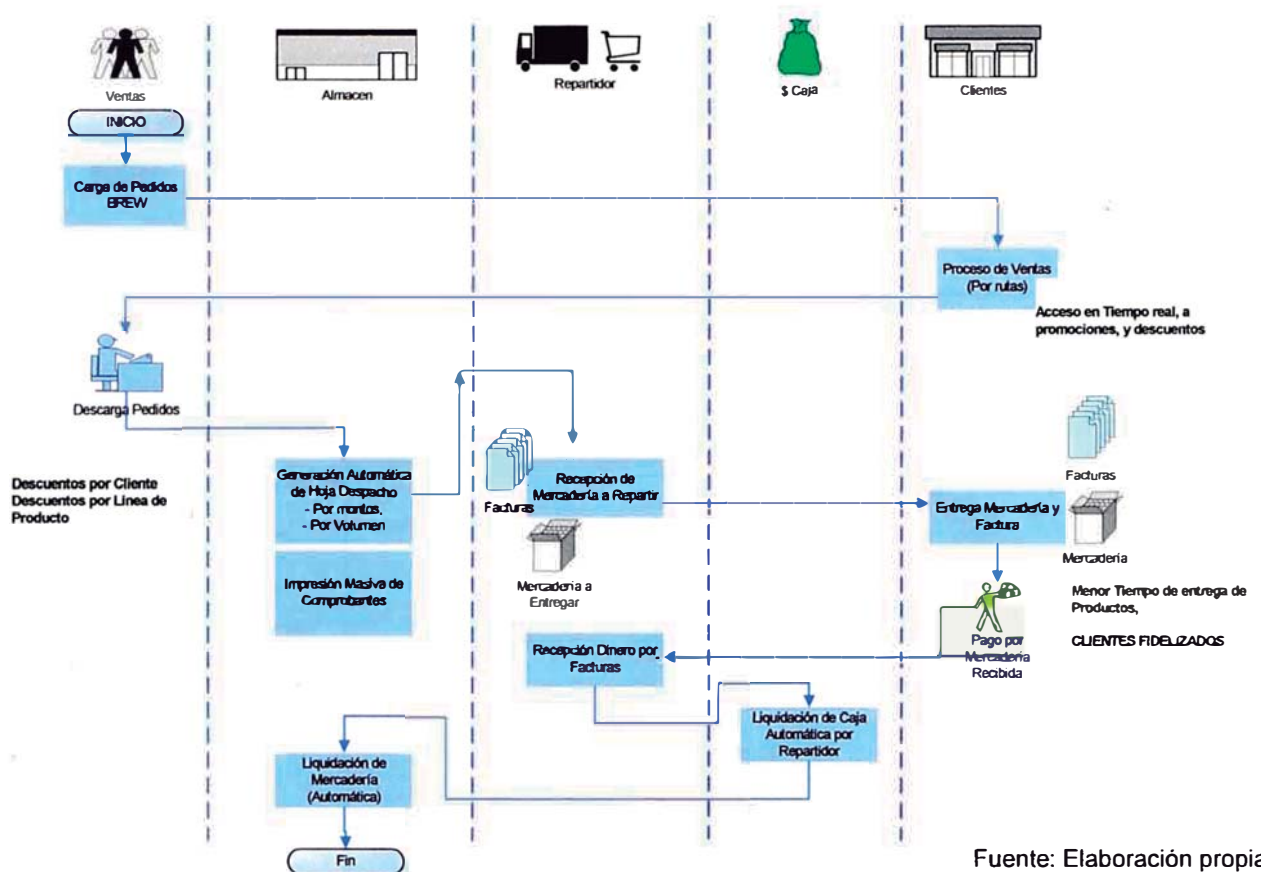 Ventas
Almacen
Repartidor
$ Caja
Clientes
INICIO
Carga de Pedidos
BREW
Proceso de Ventas
(Por rutas)
Acceso en Tiempo real, a
promociones, y descuentos
Descarga Pedidos
Descuentos por Cliente
Descuentos por Línea de
Producto
Generación Automática
de Hoja Despacho
- Por montos,
- Por Volumen
Impresión Masiva de
Comprobantes
Facturas
Recepción de
Mercadería a Repartir
Mercadería a
Entregar
Facturas
Entrega Mercadería y
Factura
Mercadería
Menor Tiempo de entrega de
Productos,
CLIENTES FIDELIZADOS
Pago por
Mercadería
Recibida
Recepción Dinero por
Facturas
Liquidación de Caja
Automática por
Repartidor
Liquidación de
Mercadería
(Automática)
Fin
Fuente: Elaboración propia